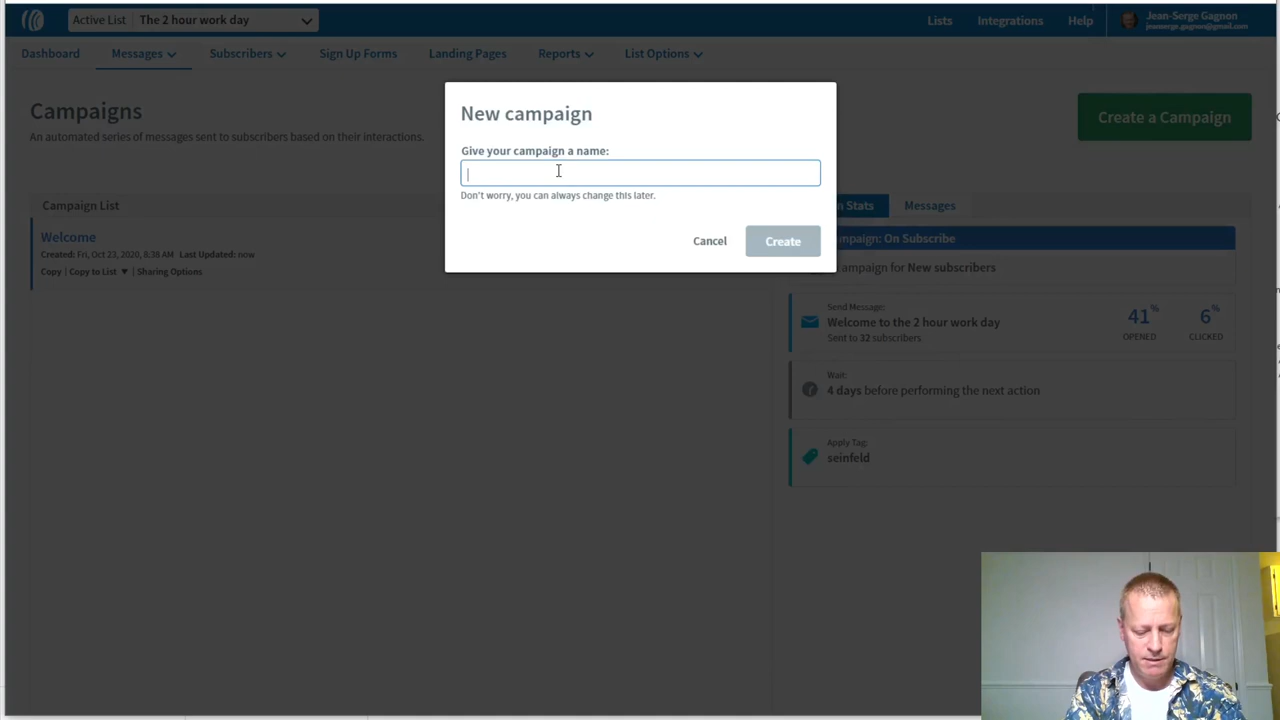 Active List The 2 hour work day
Lists Integrations Help
Jean-Serge Gagnon
jeanserge.gagnon@gmail.com
Dashboard Messages Subscribers Sign Up Forms Landing Pages Reports List Options
Campaigns
An automated series of messages sent to subscribers based on their interactions.
Create a Campaign
New campaign
Give your campaign a name:
Don't worry, you can always change this later.
Cancel Create
Campaign List
Welcome
Created: Fri, Oct 23, 2020, 6:38 AM Last Updated: now
Copy | Copy to List ▼ | Sharing Options
Stats Messages
On Subscribe
for New subscribers
Send Message:
Welcome to the 2 hour work day
Sent to 32 subscribers
41% 6%
OPENED CLICKED
Wait:
4 days before performing the next action
Apply Tag:
seinfeld